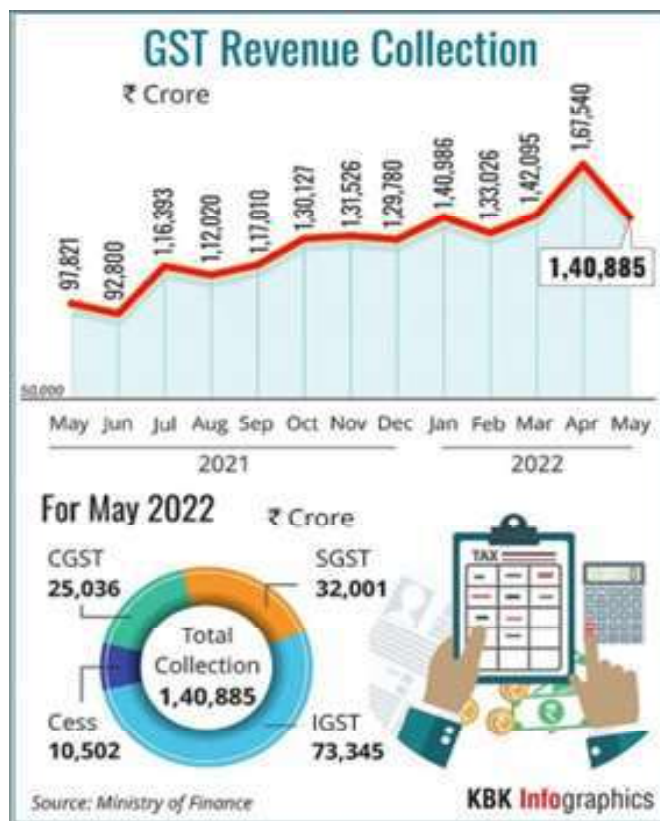 GST Revenue Collection
₹ Crore
97,821
92,800
1,16,393
1,12,020
1,17,010
1,30,127
1,31,526
1,29,780
1,40,986
1,33,026
1,42,095
1,67,540
1,40,885
50,000
May Jun Jul Aug Sep Oct Nov Dec Jan Feb Mar Apr May
2021 2022
For May 2022 ₹ Crore
CGST
25,036
SGST
32,001
Total
Collection
1,40,885
Cess
10,502
IGST
73,345
TAX
Source: Ministry of Finance
KBK Infographics